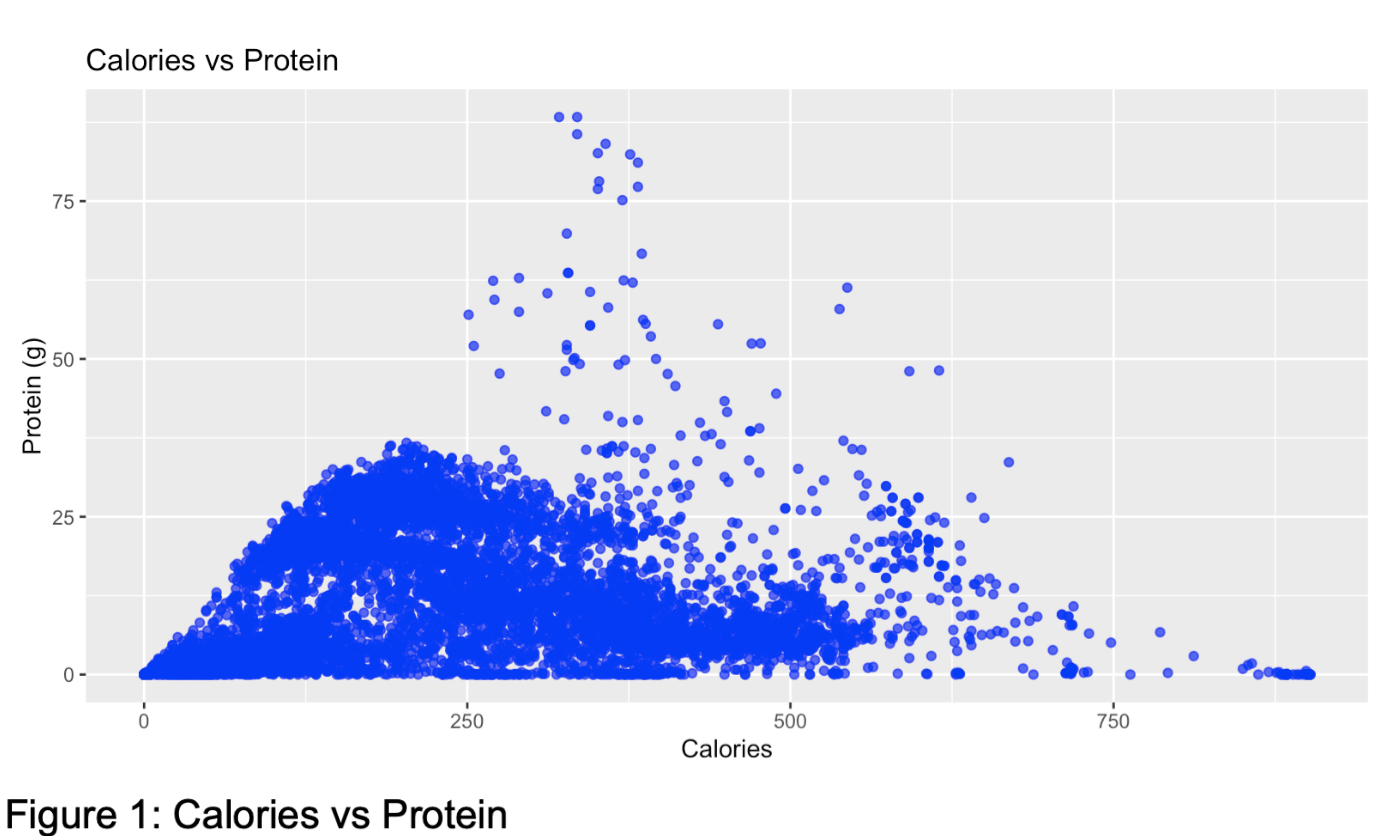 Calories vs Protein
Protein (g)
75
50
25
0
0 250 500 750
Calories
Figure 1: Calories vs Protein